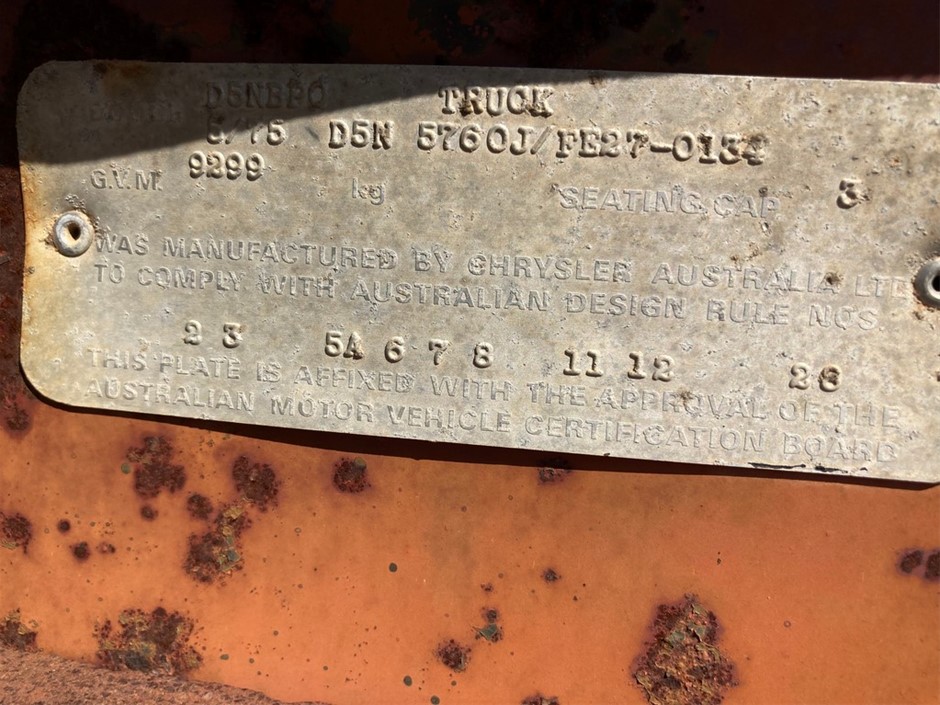 TRUCK
5/75 D5N 5760J/FE27-0134
9299
G.V.M. kg SEATING CAP 3
WAS MANUFACTURED BY CHRYSLER AUSTRALIA LTD
TO COMPLY WITH AUSTRALIAN DESIGN RULE NOS
2 3 5A 6 7 8 11 12 26
THIS PLATE IS AFFIXED WITH THE APPROVAL OF THE
AUSTRALIAN MOTOR VEHICLE CERTIFICATION BOARD